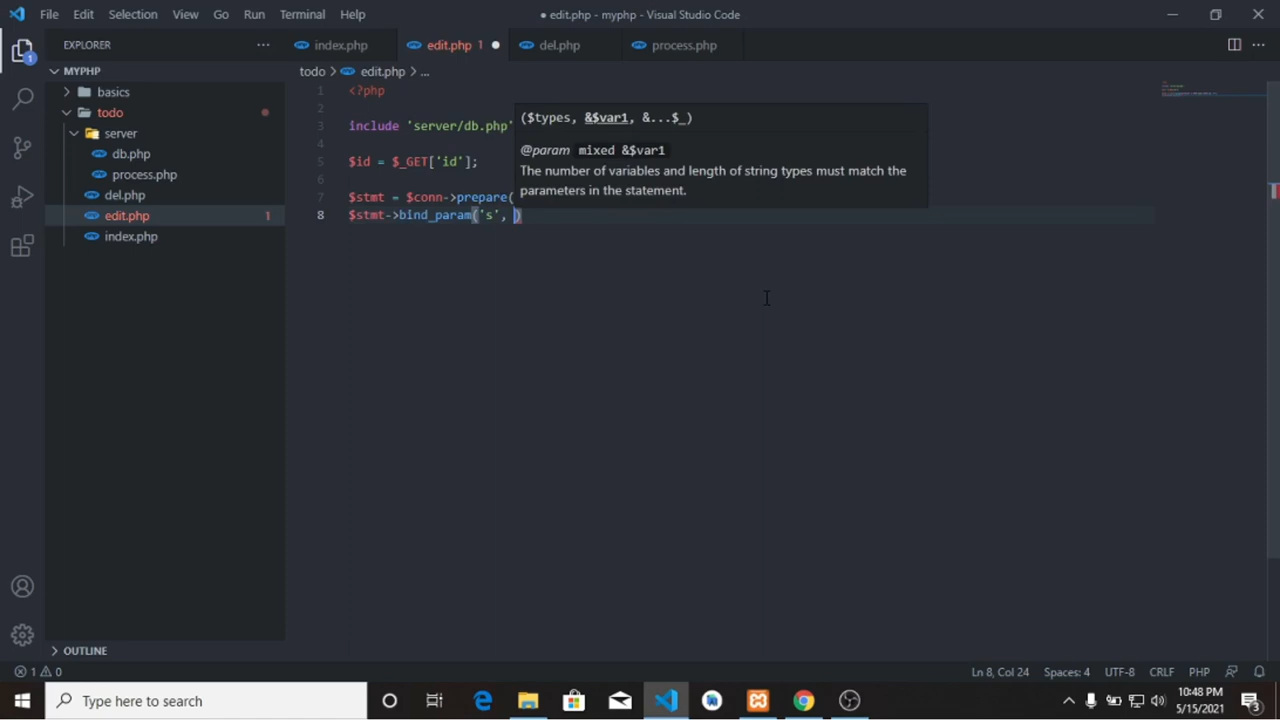 File Edit Selection View Go Run Terminal Help
● edit.php - myphp - Visual Studio Code
EXPLORER
index.php
edit.php 1
del.php
process.php
MYPHP
todo > edit.php > ...
basics
todo
server
db.php
process.php
del.php
edit.php 1
index.php
1 <?php
2
3 include 'server/db.php'
4
5 $id = $_GET['id'];
6
7 $stmt = $conn->prepare(
8 $stmt->bind_param('s', )
($types, &$var1, &...$_)
@param mixed &$var1
The number of variables and length of string types must match the
parameters in the statement.
1
OUTLINE
1 0
Ln 8, Col 24 Spaces: 4 UTF-8 CRLF PHP
Type here to search
10:48 PM
5/15/2021
3